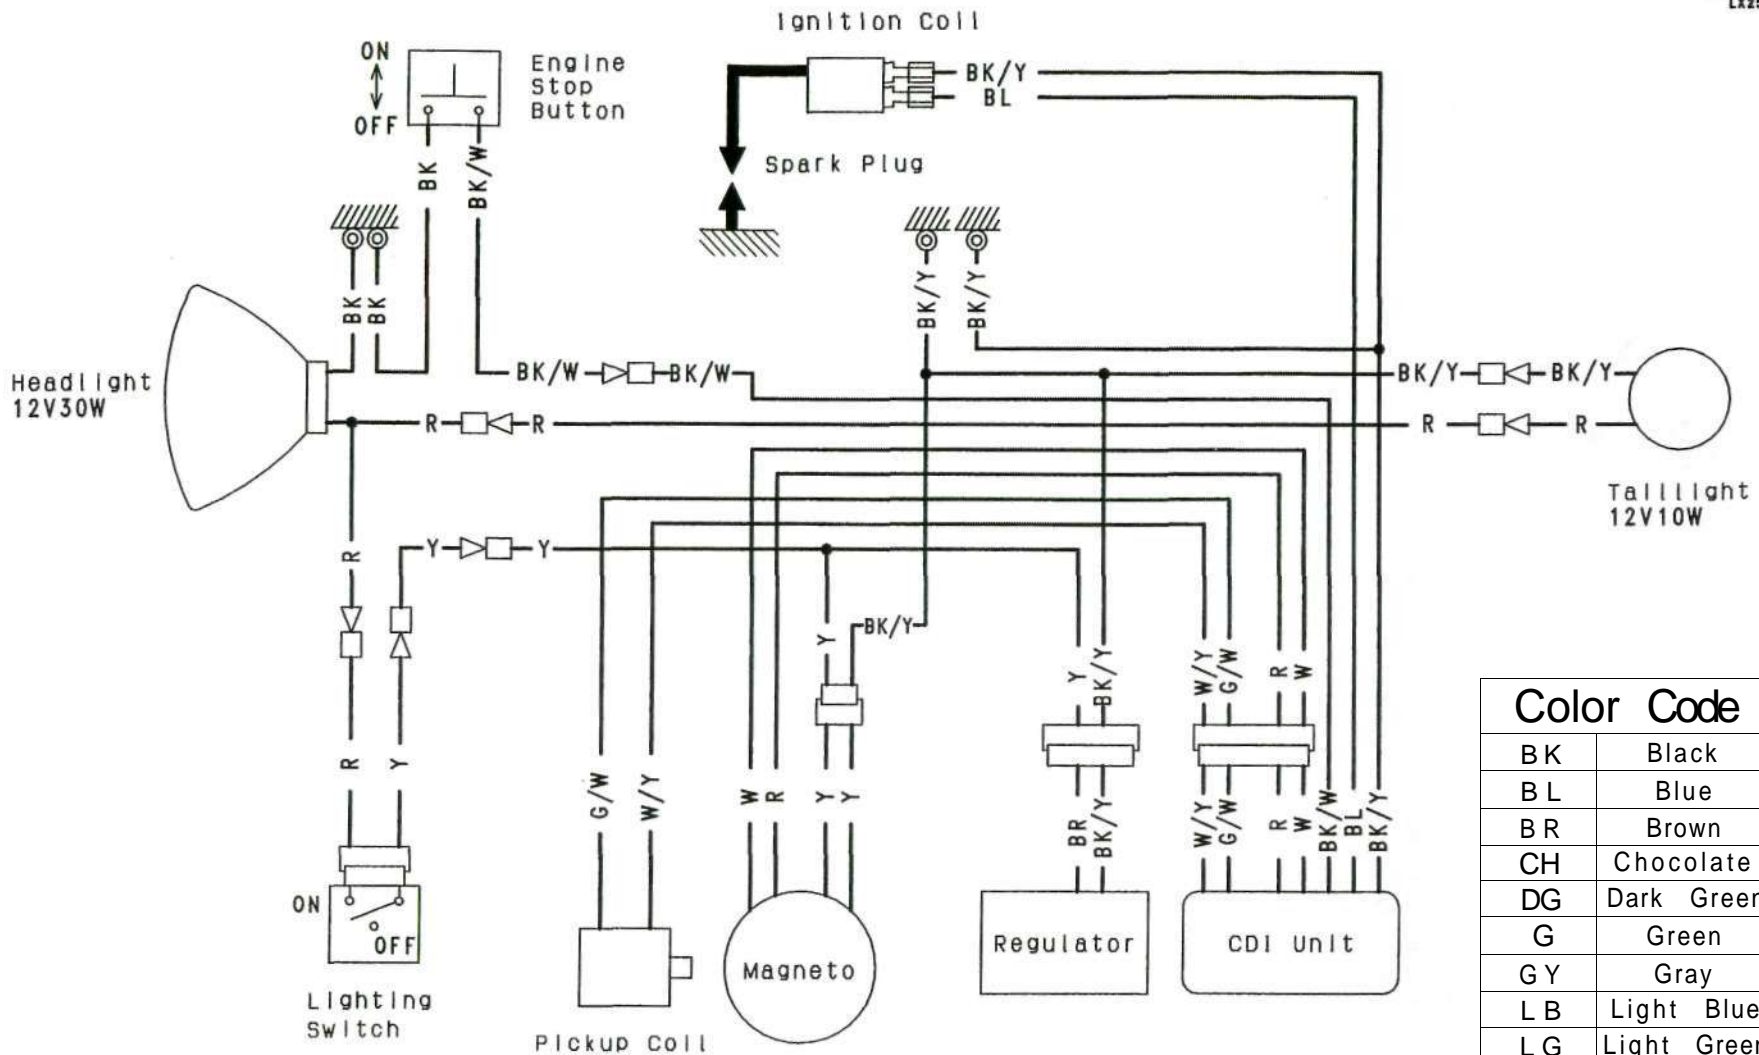 LX25
Ignition Coil
ON
OFF
Engine
Stop
Button
BK/Y
BL
Spark Plug
BK
BK/W
BK
BK
BK/Y
BK/Y
Headlight
12V30W
BK/W
BK/W
BK/Y
BK/Y
R
R
R
R
Taillight
12V10W
R
Y
Y
Y
BK/Y
Y
BK/Y
W/Y
G/W
R
W
R
Y
G/W
W/Y
W
R
Y
Y
BR
BK/Y
W/Y
G/W
R
W
BK/W
BL
BK/Y
ON
OFF
Lighting
Switch
Pickup Coil
Magneto
Regulator
CDI Unit
Color Code
BK Black
BL Blue
BR Brown
CH Chocolate
DG Dark Green
G Green
GY Gray
LB Light Blue
LG Light Green